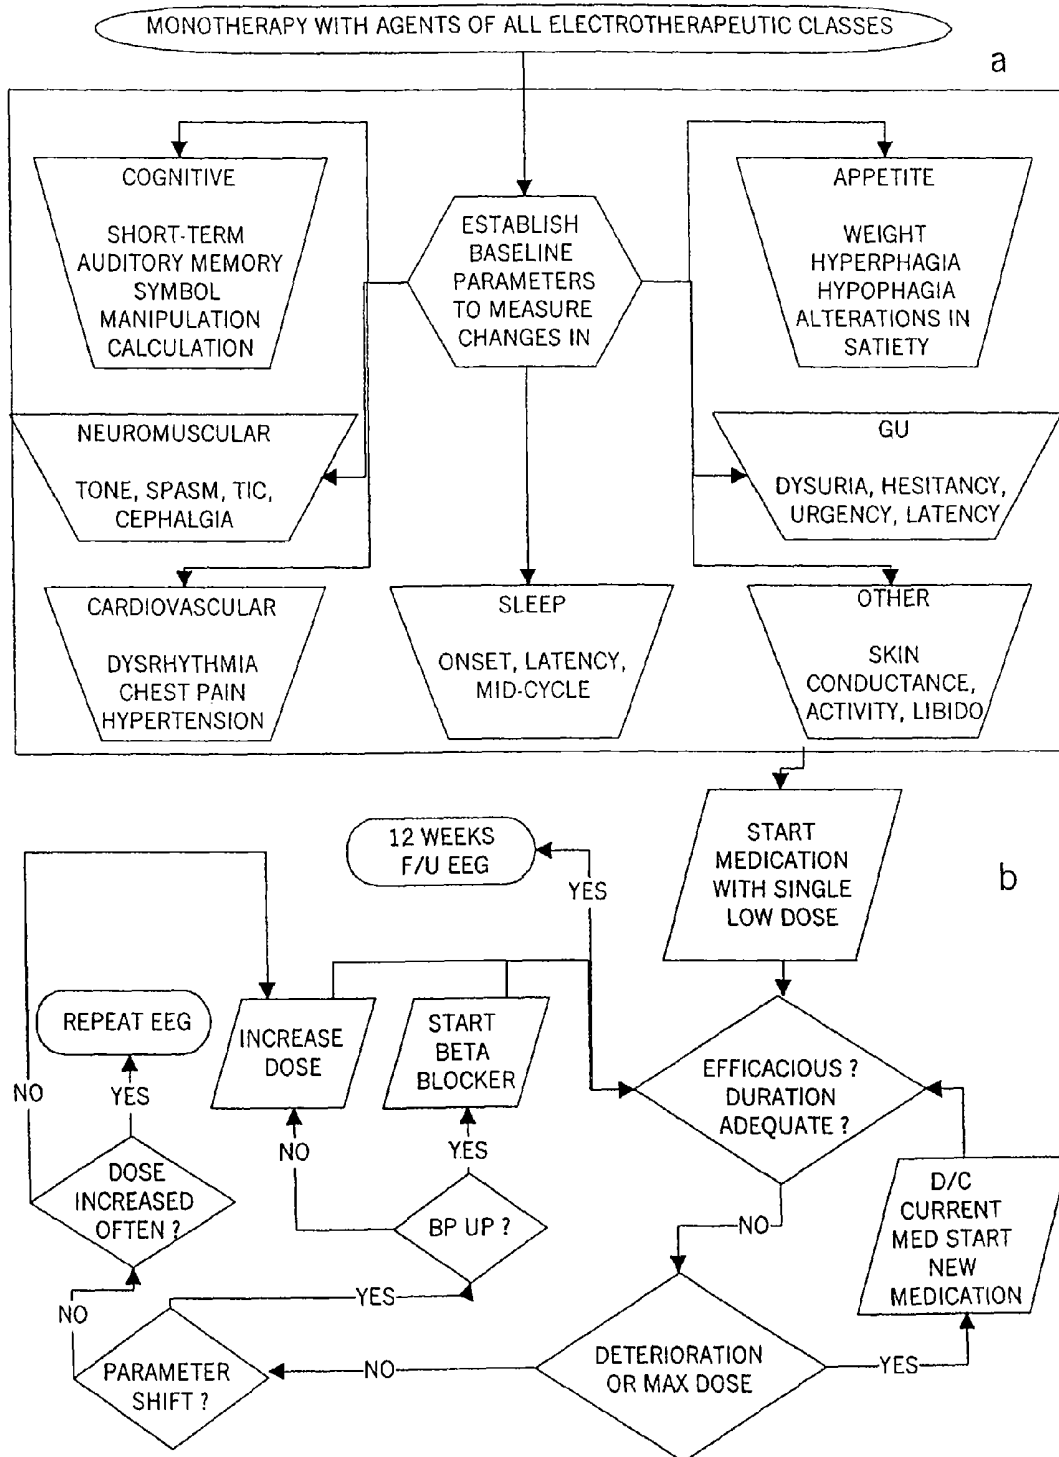 MONOTHERAPY WITH AGENTS OF ALL ELECTROTHERAPEUTIC CLASSES
a
COGNITIVE
SHORT-TERM
AUDITORY MEMORY
SYMBOL
MANIPULATION
CALCULATION
ESTABLISH
BASELINE
PARAMETERS
TO MEASURE
CHANGES IN
APPETITE
WEIGHT
HYPERPHAGIA
HYPOPHAGIA
ALTERATIONS IN
SATIETY
NEUROMUSCULAR
TONE, SPASM, TIC,
CEPHALGIA
GU
DYSURIA, HESITANCY,
URGENCY, LATENCY
CARDIOVASCULAR
DYSRHYTHMIA
CHEST PAIN
HYPERTENSION
SLEEP
ONSET, LATENCY,
MID-CYCLE
OTHER
SKIN
CONDUCTANCE,
ACTIVITY, LIBIDO
b
START
MEDICATION
WITH SINGLE
LOW DOSE
12 WEEKS
F/U EEG
YES
REPEAT EEG
INCREASE
DOSE
START
BETA
BLOCKER
EFFICACIOUS ?
DURATION
ADEQUATE ?
NO
YES
NO
YES
DOSE
INCREASED
OFTEN ?
BP UP ?
NO
D/C
CURRENT
MED START
NEW
MEDICATION
NO
YES
PARAMETER
SHIFT ?
NO
DETERIORATION
OR MAX DOSE
YES